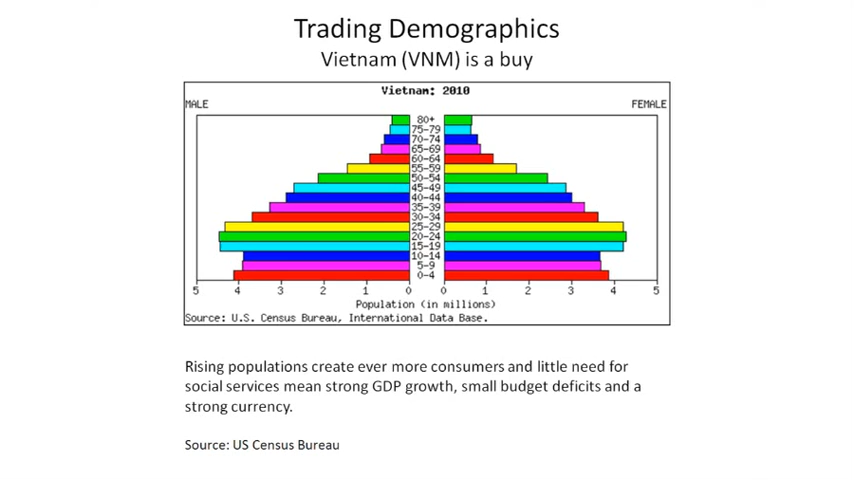 Trading Demographics
Vietnam (VNM) is a buy
Vietnam: 2010
MALE FEMALE
80+
75-79
70-74
65-69
60-64
55-59
50-54
45-49
40-44
35-39
30-34
25-29
20-24
15-19
10-14
5-9
0-4
5 4 3 2 1 0 0 1 2 3 4 5
Population (in millions)
Source: U.S. Census Bureau, International Data Base.
Rising populations create ever more consumers and little need for
social services mean strong GDP growth, small budget deficits and a
strong currency.
Source: US Census Bureau